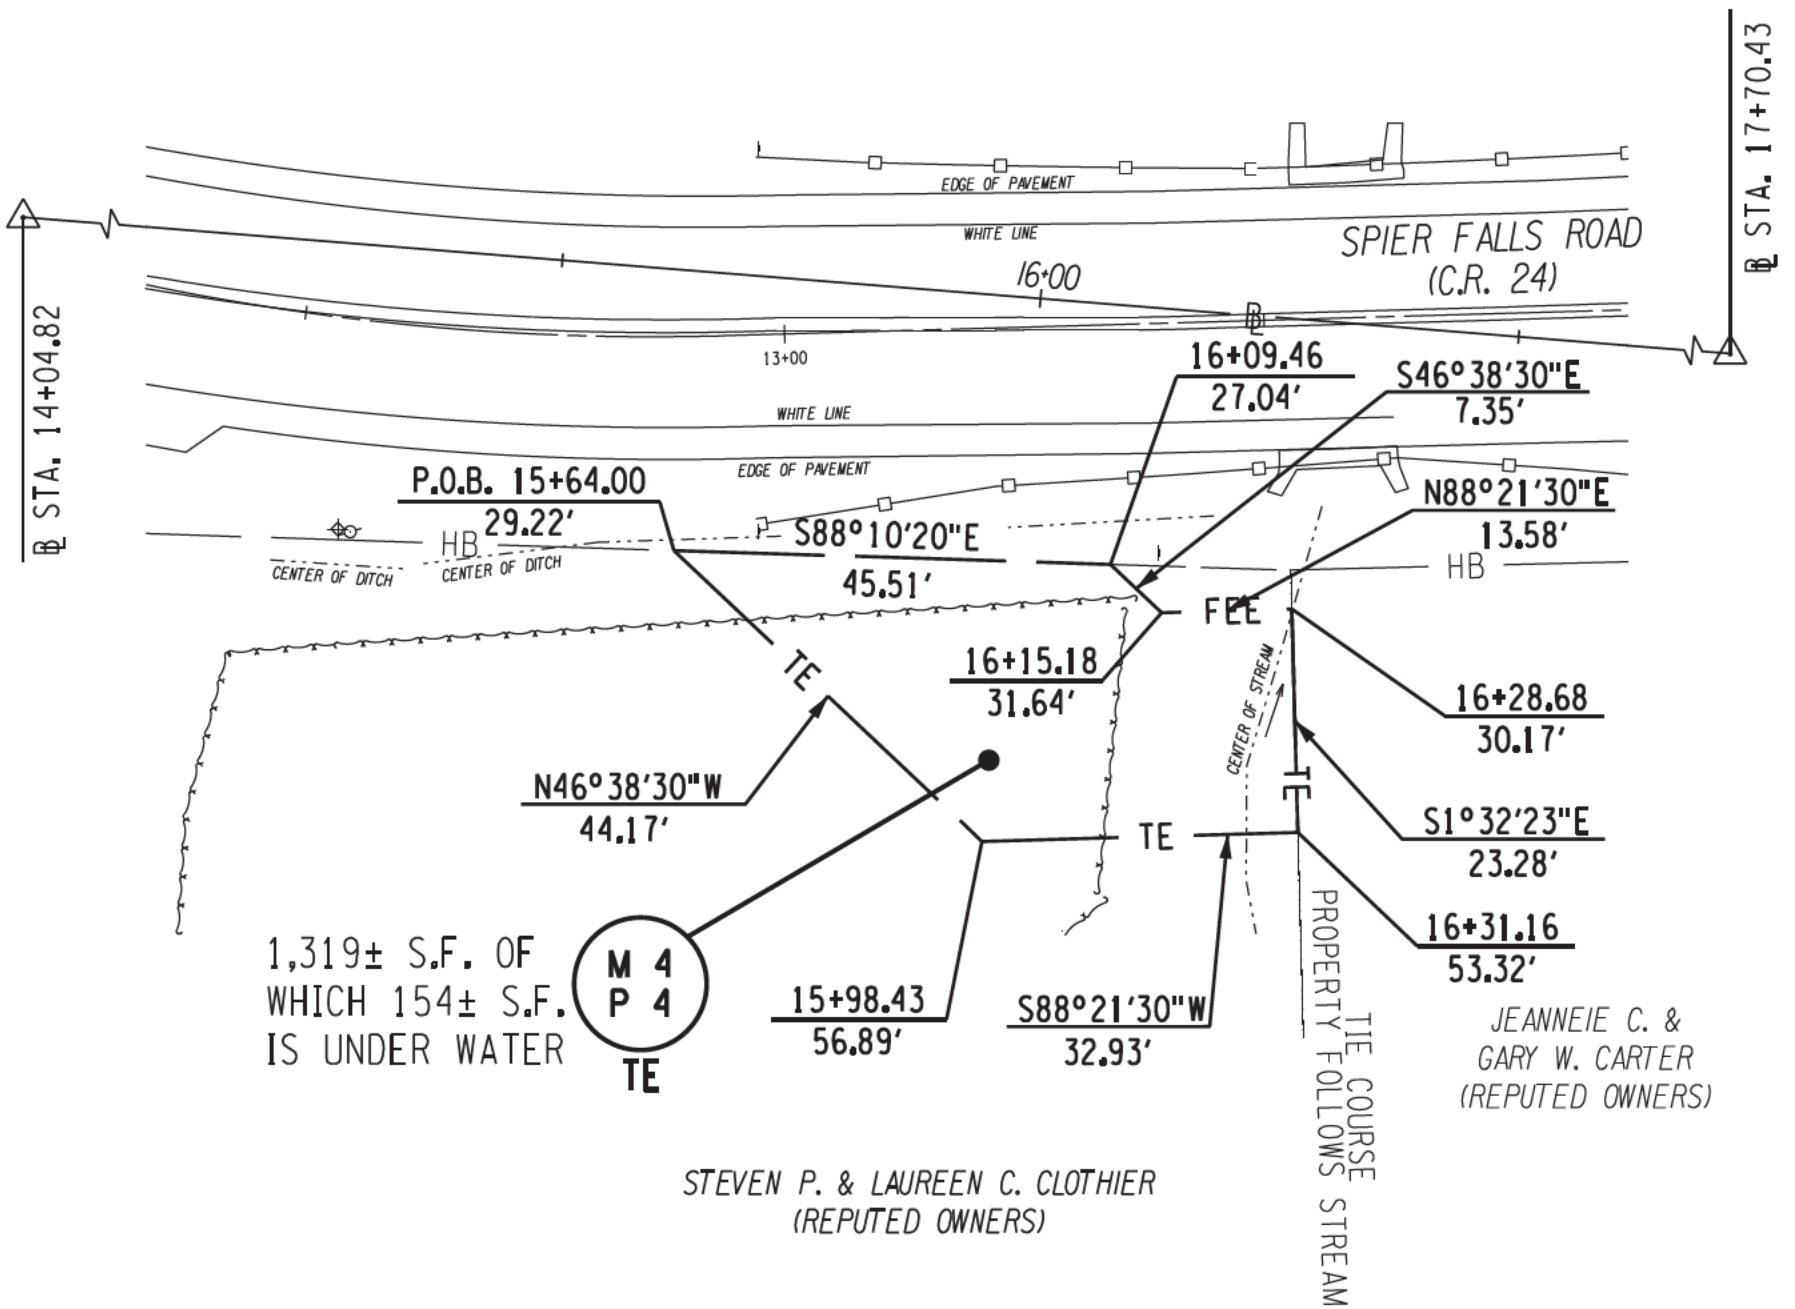 ℄ STA. 17+70.43
EDGE OF PAVEMENT
WHITE LINE
SPIER FALLS ROAD
(C.R. 24)
16+00
℄ STA. 14+04.82
℄
13+00
16+09.46
27.04'
S46°38'30"E
7.35'
WHITE LINE
EDGE OF PAVEMENT
P.O.B. 15+64.00
29.22'
N88°21'30"E
13.58'
HB
S88°10'20"E
45.51'
HB
CENTER OF DITCH
CENTER OF DITCH
FEE
TE
16+15.18
31.64'
CENTER OF STREAM
16+28.68
30.17'
N46°38'30"W
44.17'
TE
S1°32'23"E
23.28'
TE
16+31.16
53.32'
1,319± S.F. OF
WHICH 154± S.F.
IS UNDER WATER
M 4
P 4
TE
15+98.43
56.89'
S88°21'30"W
32.93'
TIE COURSE
PROPERTY FOLLOWS STREAM
JEANNEIE C. &
GARY W. CARTER
(REPUTED OWNERS)
STEVEN P. & LAUREEN C. CLOTHIER
(REPUTED OWNERS)